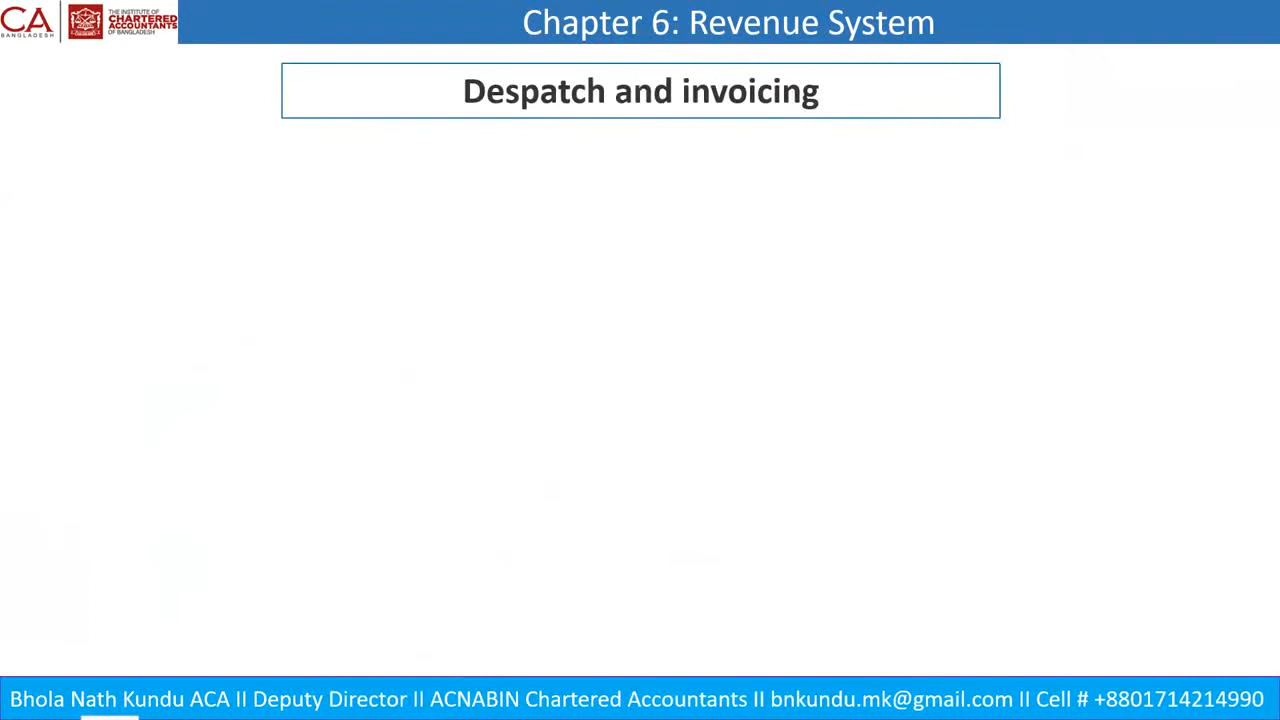 CA
BANGLADESH
THE INSTITUTE OF
CHARTERED
ACCOUNTANTS
OF BANGLADESH
Chapter 6: Revenue System
Despatch and invoicing
Bhola Nath Kundu ACA II Deputy Director II ACNABIN Chartered Accountants II bnkundu.mk@gmail.com II Cell # +8801714214990